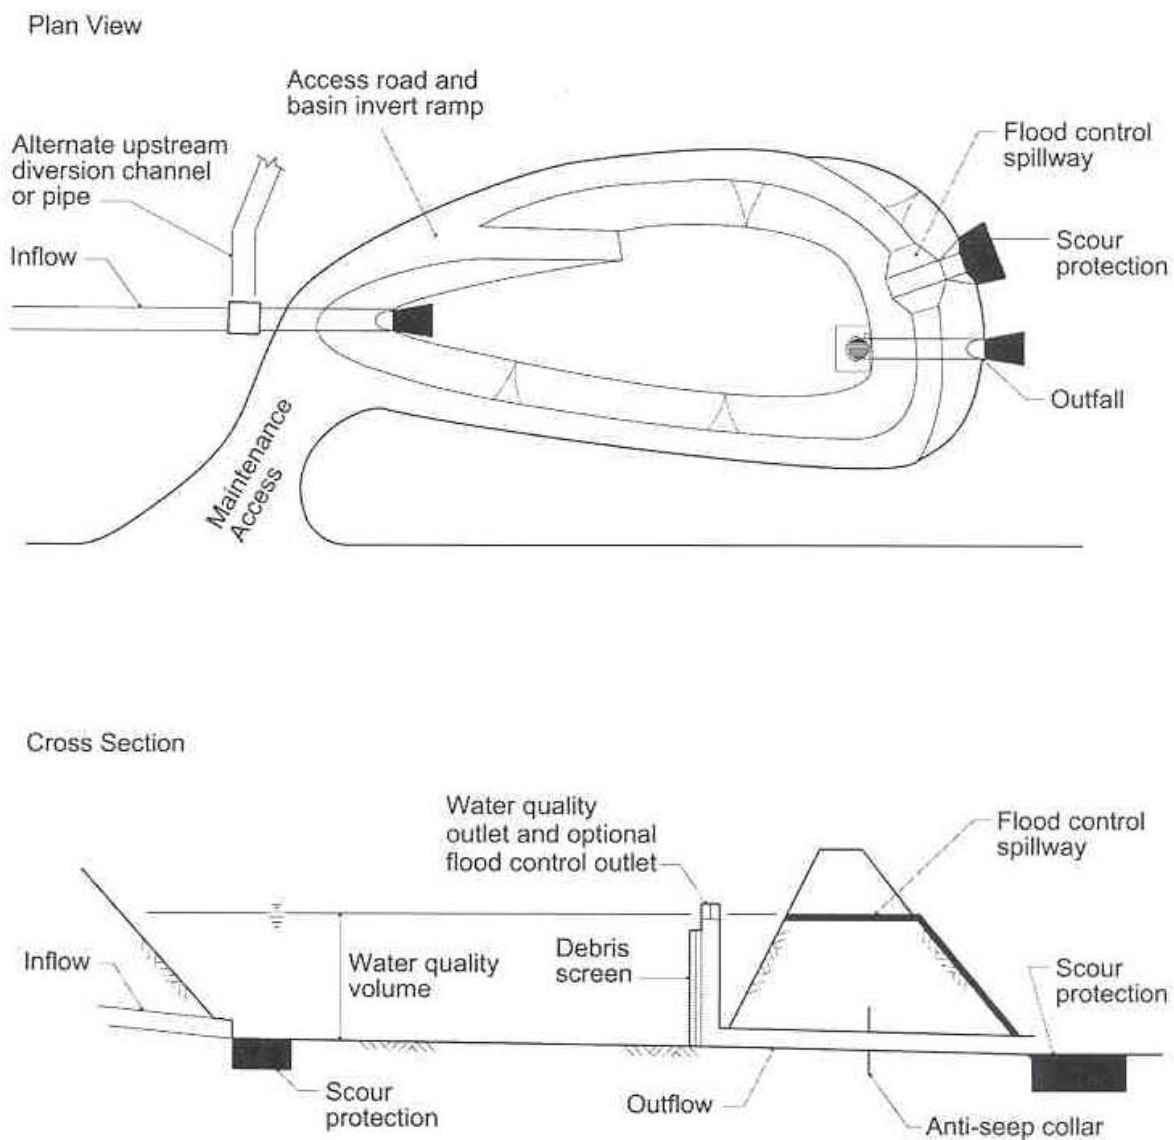 Plan View
Access road and
basin invert ramp
Alternate upstream
diversion channel
or pipe
Flood control
spillway
Inflow
Scour
protection
Outfall
Maintenance
Access
Cross Section
Water quality
outlet and optional
flood control outlet
Flood control
spillway
Debris
screen
Inflow
Water quality
volume
Scour
protection
Scour
protection
Outflow
Anti-seep collar